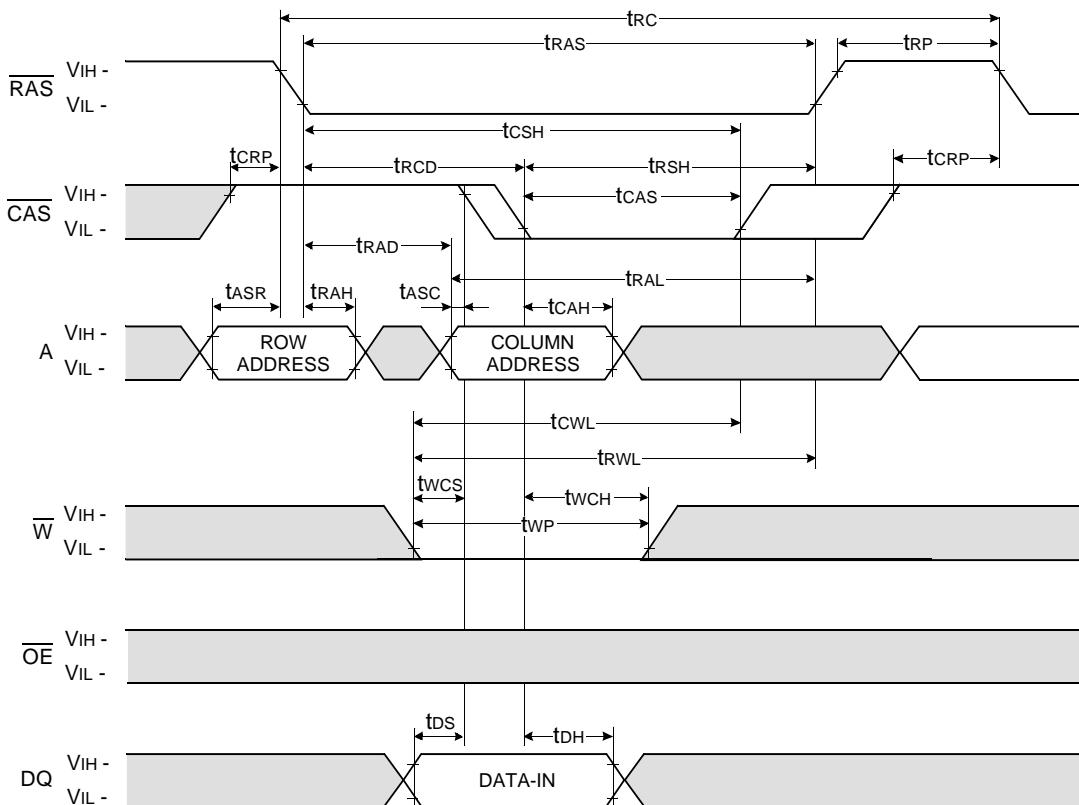 tRC
tRAS
tRP
RAS
VIH -
VIL -
tCSH
tCRP
tRCD
tRSH
tCRP
CAS
VIH -
VIL -
tCAS
tRAD
tRAL
tASR
tRAH
tASC
tCAH
A
VIH -
VIL -
ROW
ADDRESS
COLUMN
ADDRESS
tCWL
tRWL
tWCS
tWCH
W
VIH -
VIL -
tWP
OE
VIH -
VIL -
tDS
tDH
DQ
VIH -
VIL -
DATA-IN